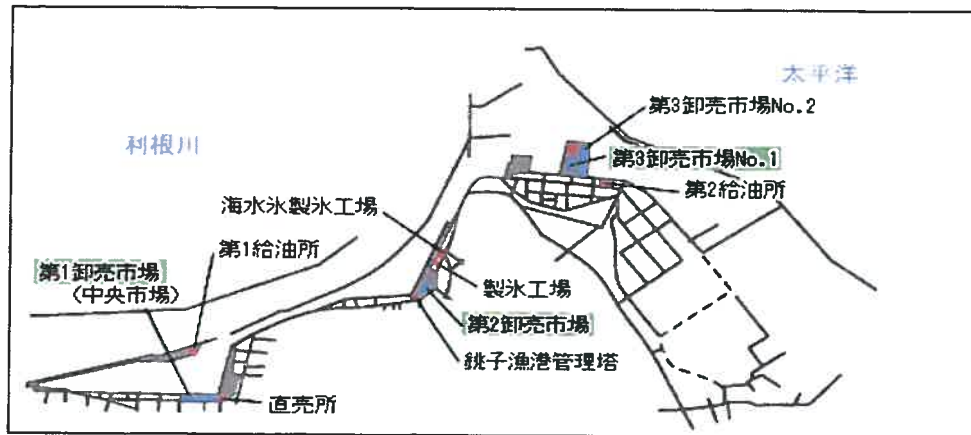 太平洋
第3卸売市場No.2
利根川
第3卸売市場No.1
第2給油所
海水氷製氷工場
第1給油所
第1卸売市場
（中央市場）
製氷工場
第2卸売市場
銚子漁港管理塔
直売所